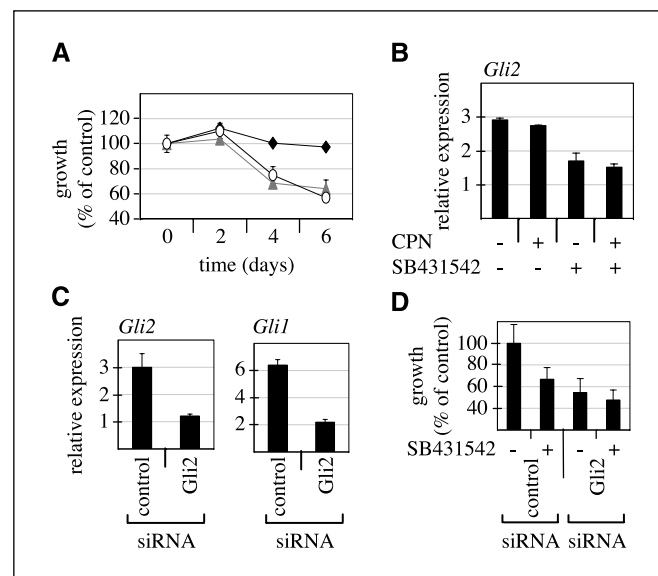 A
growth
(% of control)
120
100
80
60
40
0 2 4 6
time (days)
B
Gli2
relative expression
3
2
1
CPN - + - +
SB431542 - - + +
C
relative expression
Gli2
3
2
1
control Gli2
siRNA
Gli1
6
4
2
control Gli2
siRNA
D
growth
(% of control)
100
80
60
40
SB431542 - + - +
control Gli2
siRNA siRNA